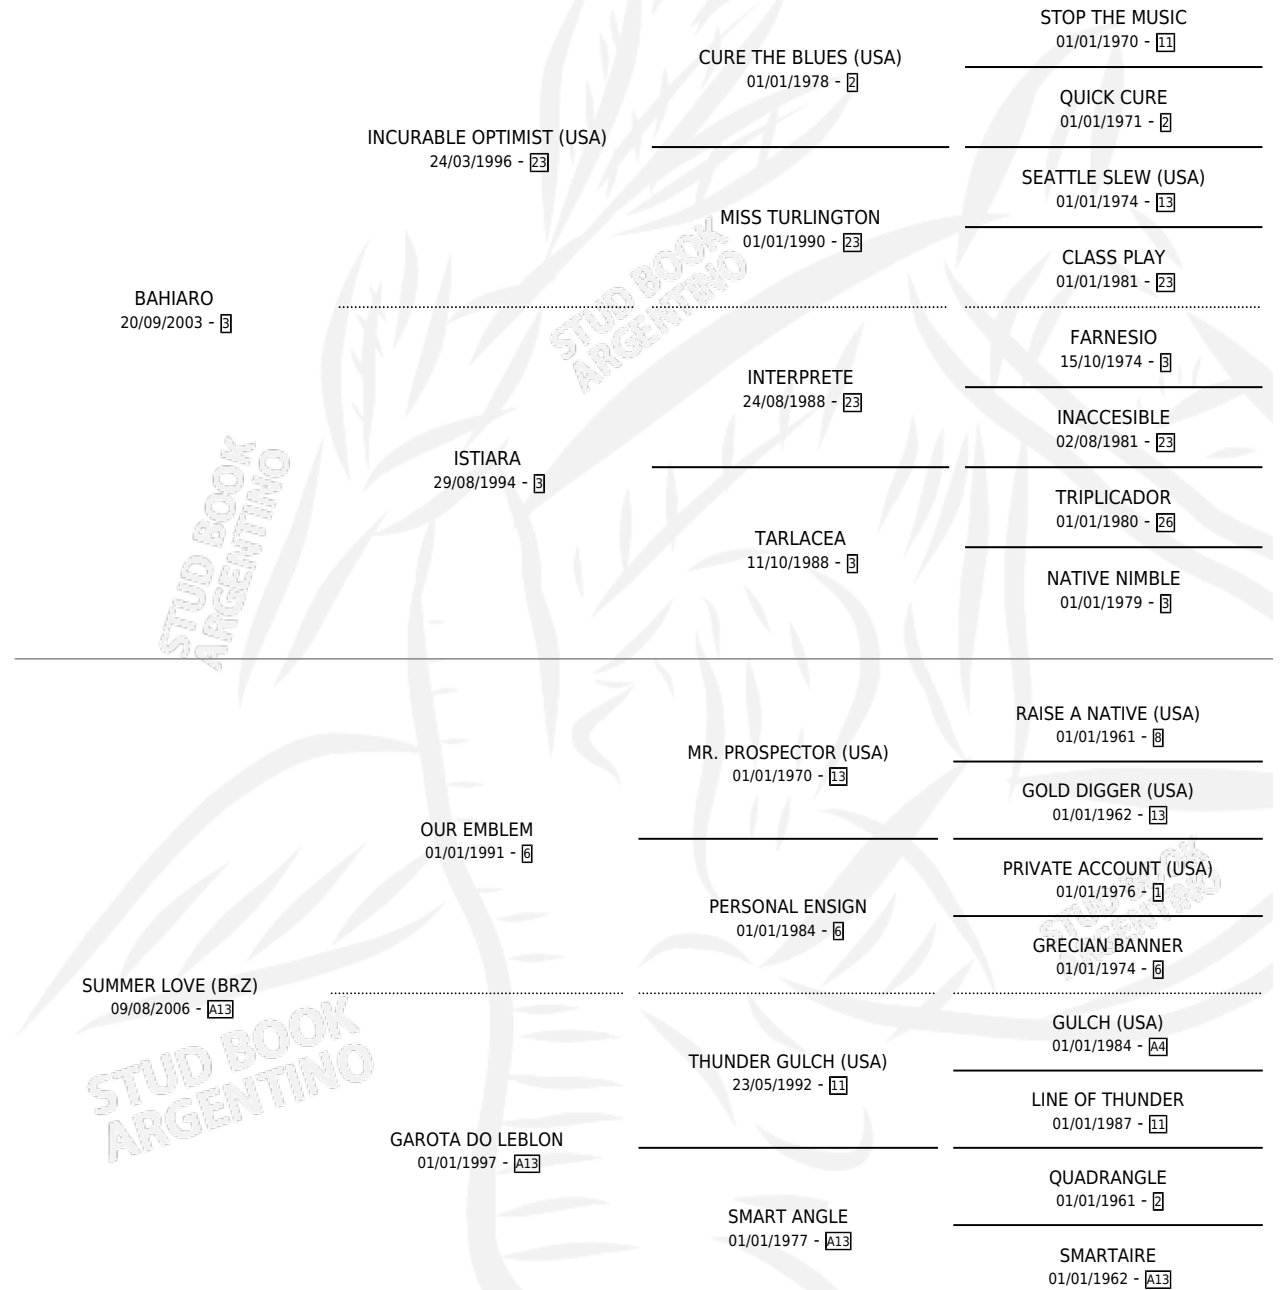 STOP THE MUSIC
01/01/1970 - 11
CURE THE BLUES (USA)
01/01/1978 - 2
QUICK CURE
01/01/1971 - 2
INCURABLE OPTIMIST (USA)
24/03/1996 - 23
SEATTLE SLEW (USA)
01/01/1974 - 13
MISS TURLINGTON
01/01/1990 - 23
CLASS PLAY
01/01/1981 - 23
BAHIARO
20/09/2003 - 3
STUD BOOK
ARGENTINO
FARNESIO
15/10/1974 - 3
INTERPRETE
24/08/1988 - 23
INACCESIBLE
02/08/1981 - 23
ISTIARA
29/08/1994 - 3
TRIPLICADOR
01/01/1980 - 26
TARLACEA
11/10/1988 - 3
NATIVE NIMBLE
01/01/1979 - 3
STUD BOOK
ARGENTINO
RAISE A NATIVE (USA)
01/01/1961 - 8
MR. PROSPECTOR (USA)
01/01/1970 - 13
GOLD DIGGER (USA)
01/01/1962 - 13
OUR EMBLEM
01/01/1991 - 6
PRIVATE ACCOUNT (USA)
01/01/1976 - 1
PERSONAL ENSIGN
01/01/1984 - 6
STUD BOOK
ARGENTINO
GRECIAN BANNER
01/01/1974 - 6
SUMMER LOVE (BRZ)
09/08/2006 - A13
STUD BOOK
ARGENTINO
GULCH (USA)
01/01/1984 - A4
THUNDER GULCH (USA)
23/05/1992 - 11
LINE OF THUNDER
01/01/1987 - 11
GAROTA DO LEBLON
01/01/1997 - A13
QUADRANGLE
01/01/1961 - 2
SMART ANGLE
01/01/1977 - A13
SMARTAIRE
01/01/1962 - A13